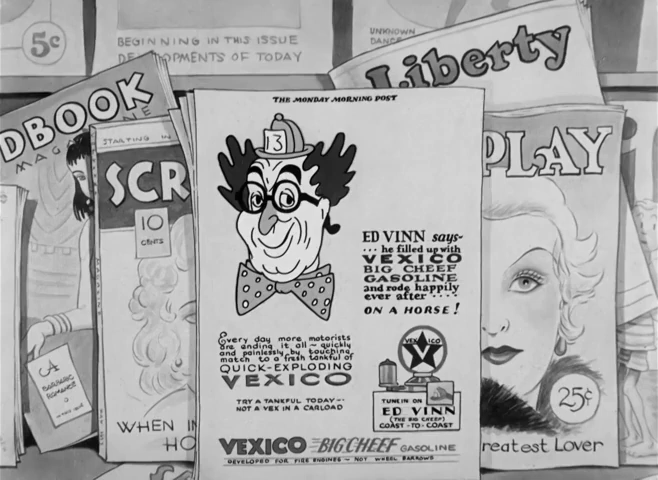 5¢
BEGINNING IN THIS ISSUE
DEVELOPMENTS OF TODAY
UNKNOWN
Liberty
DBOOK
STARTING IN
SCR
10
CENTS
A
BARBARIC
ROMANCE
WHEN IN
HO
THE MONDAY MORNING POST
13
ED VINN says-
... he filled up with
VEXICO
BIG CHEEF
GASOLINE
and rode happily
ever after ....
ON A HORSE!
Every day more motorists
are ending it all ~ quickly
and painlessly by touching
match to a fresh tankful of
QUICK-EXPLODING
VEXICO
TRY A TANKFUL TODAY--
NOT A VEX IN A CARLOAD
VEXICO
TUNE IN ON
ED VINN
(THE BIG CHEEF)
COAST-TO-COAST
VEXICO BIG CHEEF GASOLINE
DEVELOPED FOR FIRE ENGINES ~ NOT WHEEL BARROWS
PLAY
25¢
reatest Lover